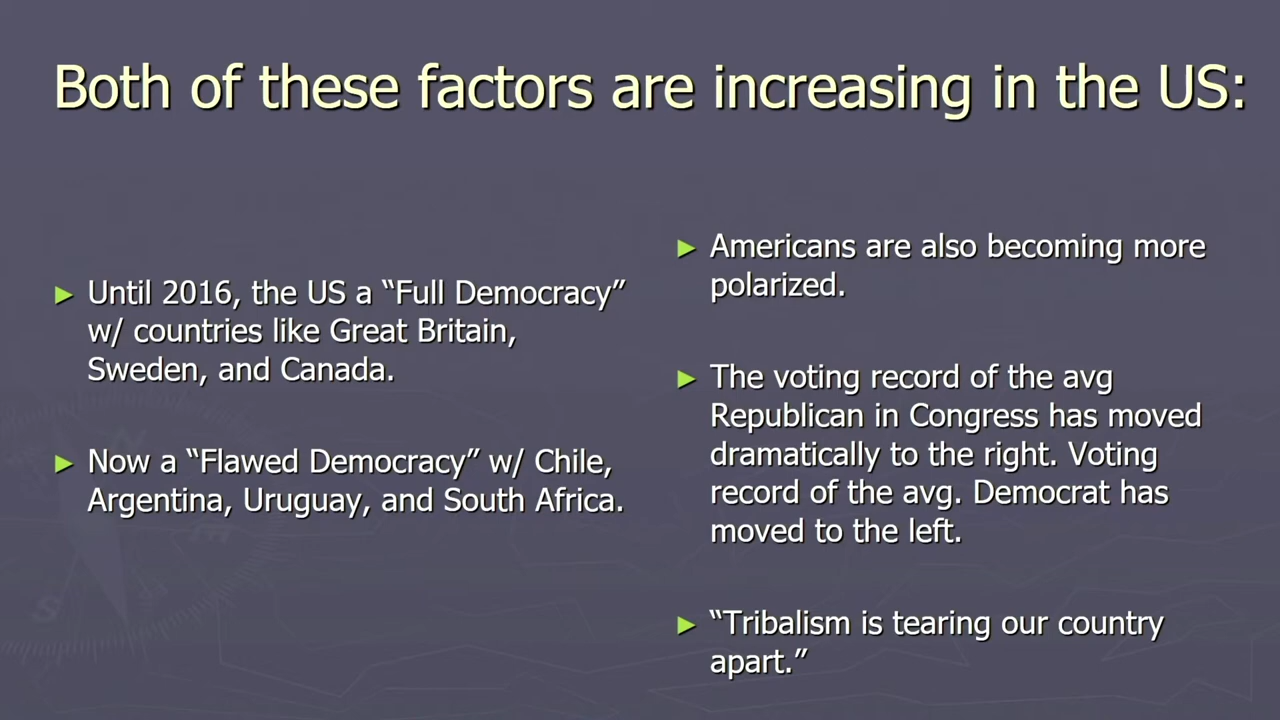 Both of these factors are increasing in the US:
► Until 2016, the US a “Full Democracy”
w/ countries like Great Britain,
Sweden, and Canada.
► Now a “Flawed Democracy” w/ Chile,
Argentina, Uruguay, and South Africa.
► Americans are also becoming more
polarized.
► The voting record of the avg
Republican in Congress has moved
dramatically to the right. Voting
record of the avg. Democrat has
moved to the left.
► “Tribalism is tearing our country
apart.”